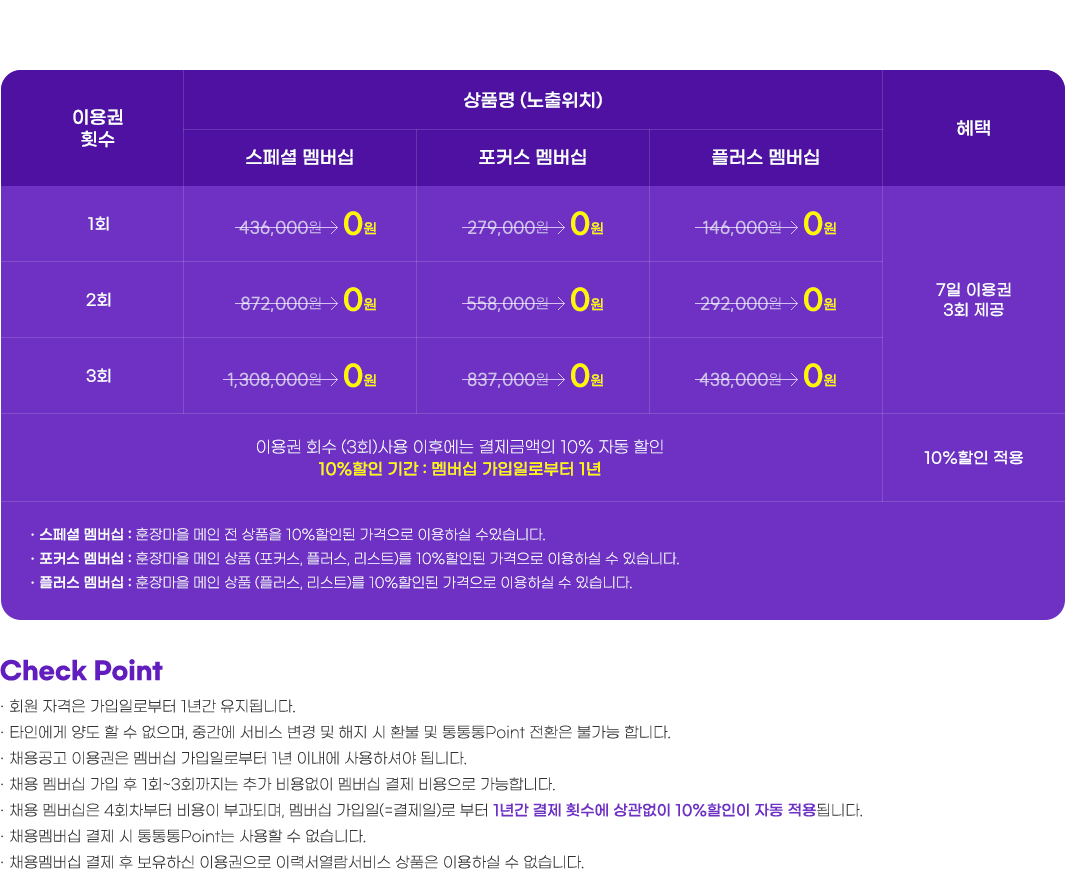 이용권
횟수
상품명 (노출위치)
혜택
스페셜 멤버십
포커스 멤버십
플러스 멤버십
1회
436,000원 → 0원
279,000원 → 0원
146,000원 → 0원
2회
872,000원 → 0원
558,000원 → 0원
292,000원 → 0원
3회
1,308,000원 → 0원
837,000원 → 0원
438,000원 → 0원
7일 이용권
3회 제공
이용권 회수 (3회)사용 이후에는 결제금액의 10% 자동 할인
10%할인 기간 : 멤버십 가입일로부터 1년
10%할인 적용
· 스페셜 멤버십 : 훈장마을 메인 전 상품을 10%할인된 가격으로 이용하실 수있습니다.
· 포커스 멤버십 : 훈장마을 메인 상품 (포커스, 플러스, 리스트)를 10%할인된 가격으로 이용하실 수 있습니다.
· 플러스 멤버십 : 훈장마을 메인 상품 (플러스, 리스트)를 10%할인된 가격으로 이용하실 수 있습니다.
Check Point
· 회원 자격은 가입일로부터 1년간 유지됩니다.
· 타인에게 양도 할 수 없으며, 중간에 서비스 변경 및 해지 시 환불 및 통통통Point 전환은 불가능 합니다.
· 채용공고 이용권은 멤버십 가입일로부터 1년 이내에 사용하셔야 됩니다.
· 채용 멤버십 가입 후 1회~3회까지는 추가 비용없이 멤버십 결제 비용으로 가능합니다.
· 채용 멤버십은 4회차부터 비용이 부과되며, 멤버십 가입일(=결제일)로 부터 1년간 결제 횟수에 상관없이 10%할인이 자동 적용됩니다.
· 채용멤버십 결제 시 통통통Point는 사용할 수 없습니다.
· 채용멤버십 결제 후 보유하신 이용권으로 이력서열람서비스 상품은 이용하실 수 없습니다.